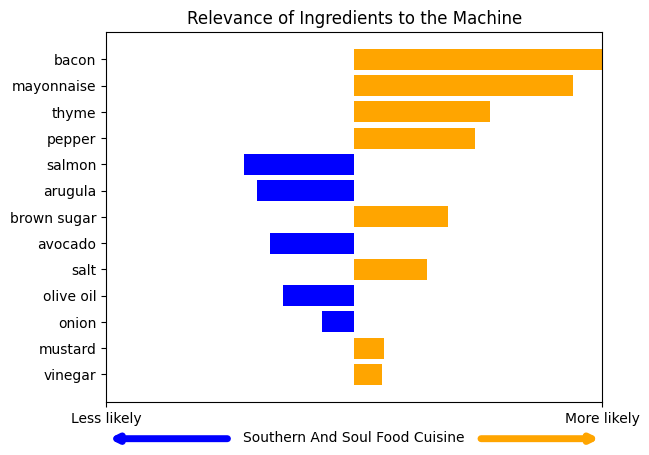 Relevance of Ingredients to the Machine
bacon
mayonnaise
thyme
pepper
salmon
arugula
brown sugar
avocado
salt
olive oil
onion
mustard
vinegar
Less likely
More likely
Southern And Soul Food Cuisine